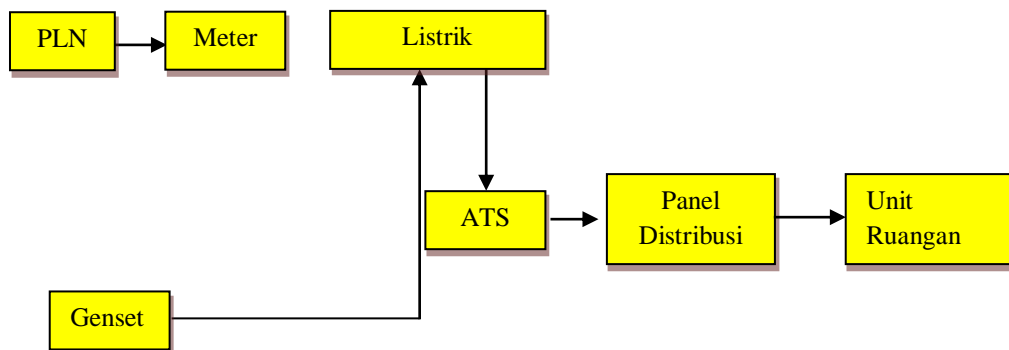 PLN
Meter
Listrik
ATS
Panel
Distribusi
Unit
Ruangan
Genset